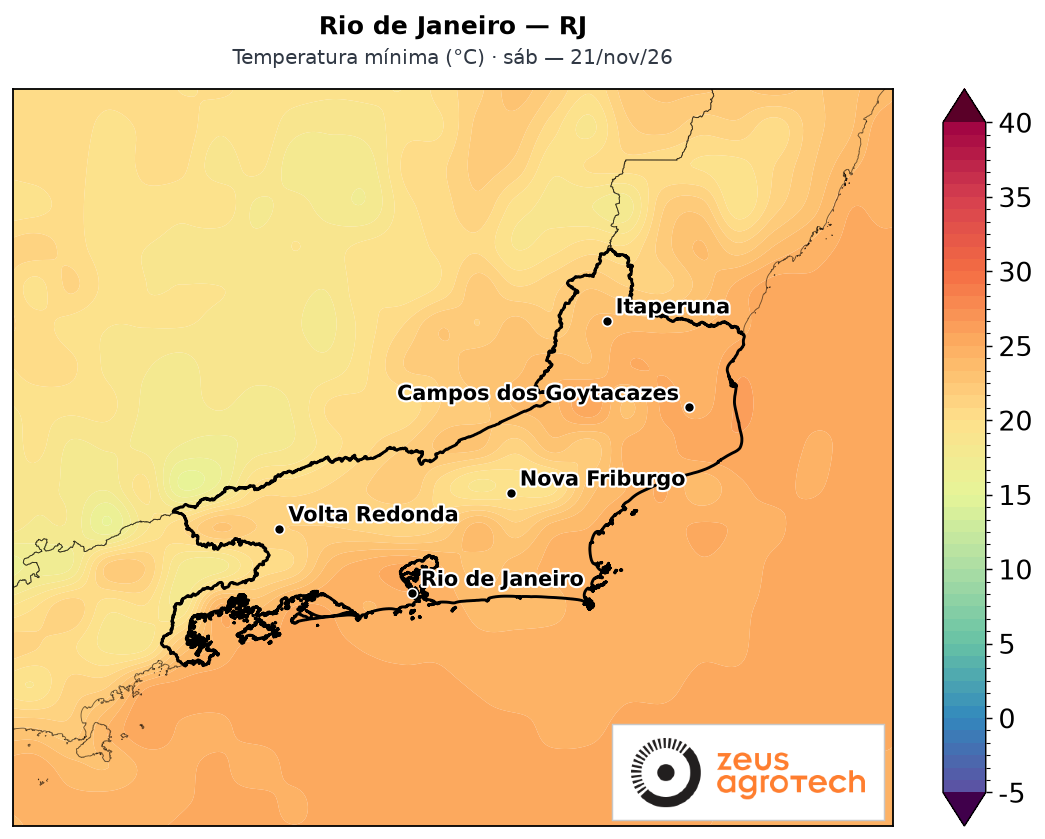 Rio de Janeiro — RJ
Temperatura mínima (°C) · sáb — 21/nov/26
40
35
30
25
20
15
10
5
0
-5
Itaperuna
Campos dos Goytacazes
Nova Friburgo
Volta Redonda
Rio de Janeiro
zeus
agrotech